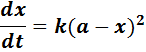 dx/dt = k(a − x)²